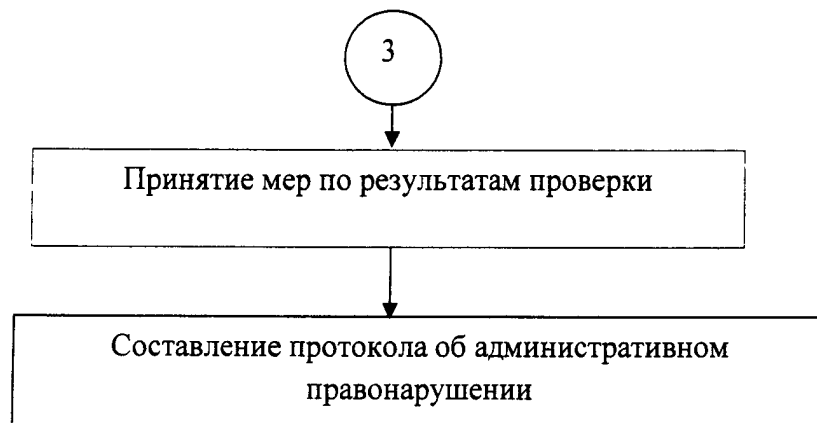 3
Принятие мер по результатам проверки
Составление протокола об административном
правонарушении